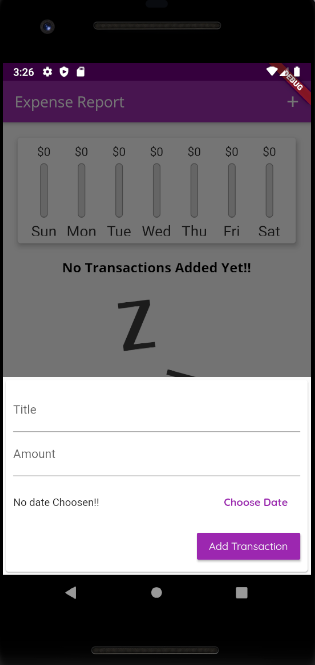 3:26
DEBUG
Expense Report +
$0 $0 $0 $0 $0 $0 $0
Sun Mon Tue Wed Thu Fri Sat
No Transactions Added Yet!!
Z
Title
Amount
No date Choosen!! Choose Date
Add Transaction